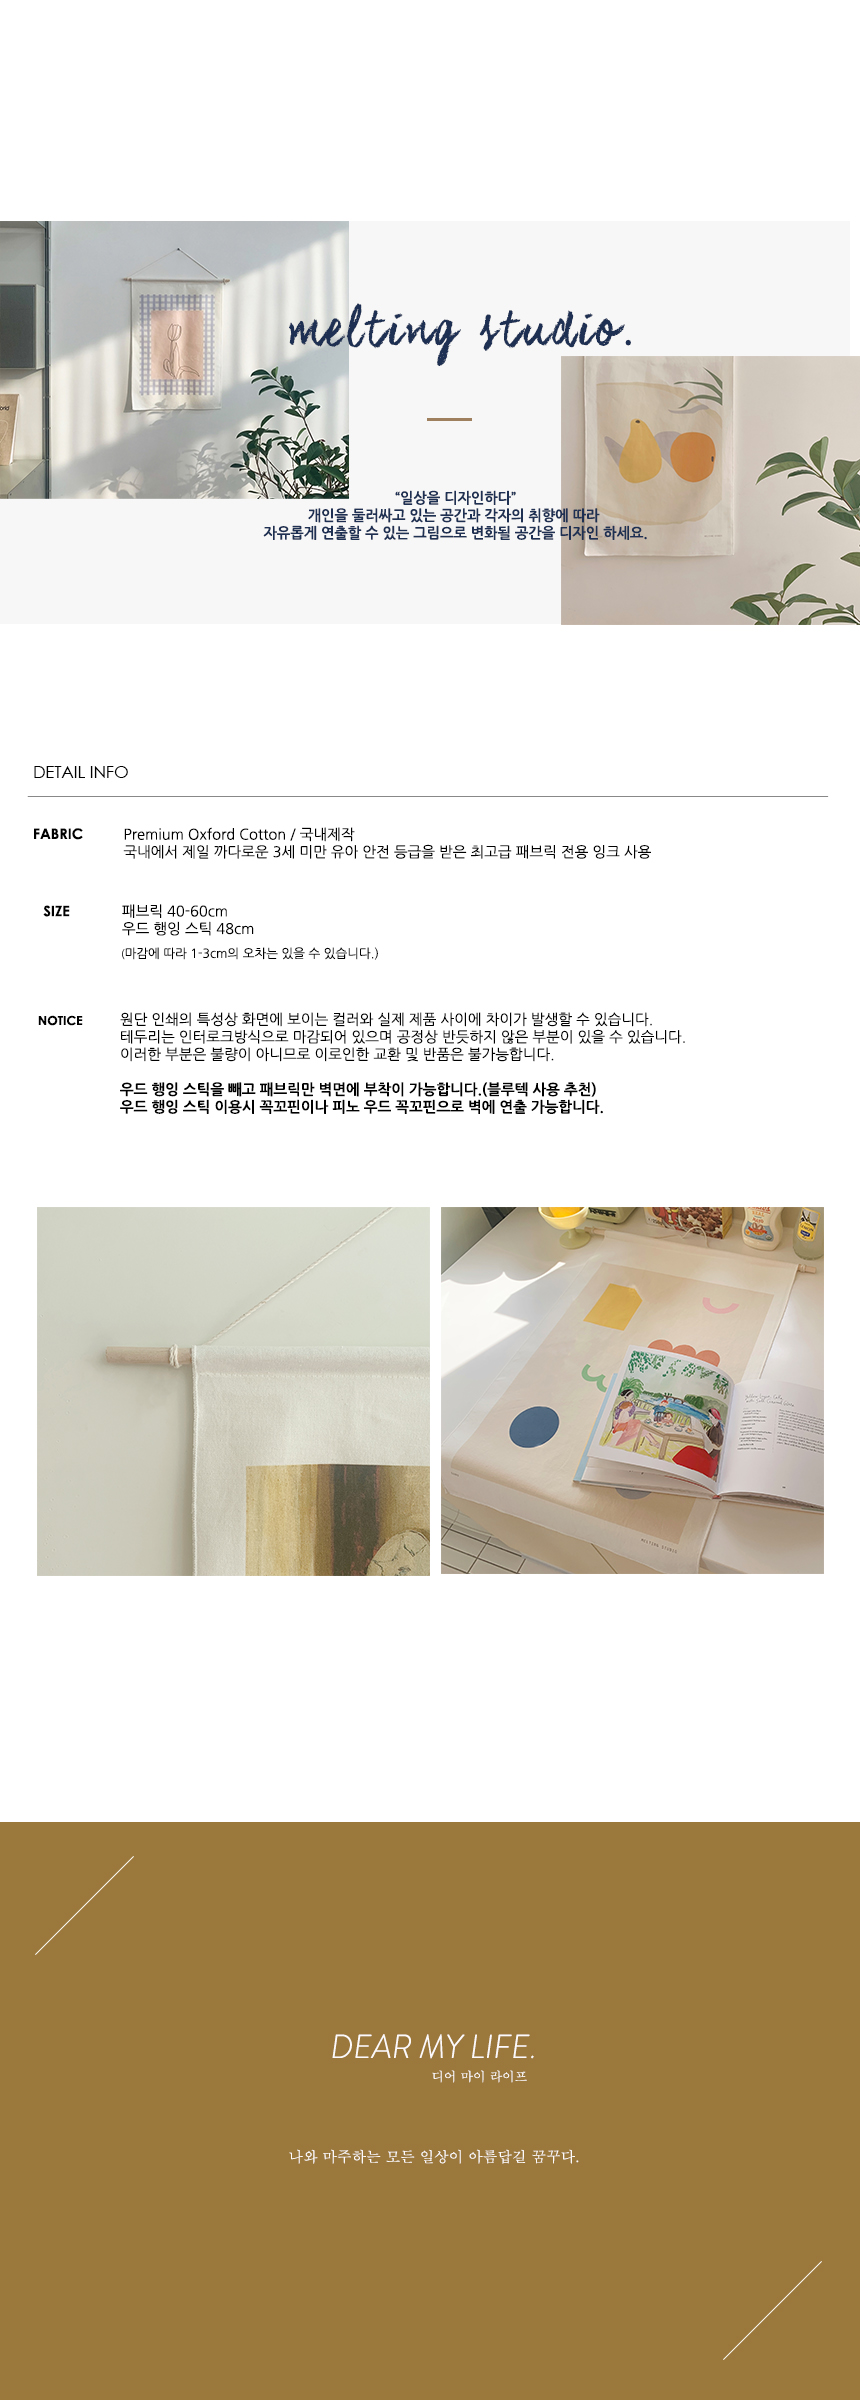 melting studio.
“일상을 디자인하다”
개인을 둘러싸고 있는 공간과 각자의 취향에 따라
자유롭게 연출할 수 있는 그림으로 변화될 공간을 디자인 하세요.
DETAIL INFO
FABRIC
Premium Oxford Cotton / 국내제작
국내에서 제일 까다로운 3세 미만 유아 안전 등급을 받은 최고급 패브릭 전용 잉크 사용
SIZE
패브릭 40-60cm
우드 행잉 스틱 48cm
(마감에 따라 1-3cm의 오차는 있을 수 있습니다.)
NOTICE
원단 인쇄의 특성상 화면에 보이는 컬러와 실제 제품 사이에 차이가 발생할 수 있습니다.
테두리는 인터로크방식으로 마감되어 있으며 공정상 반듯하지 않은 부분이 있을 수 있습니다.
이러한 부분은 불량이 아니므로 이로인한 교환 및 반품은 불가능합니다.
우드 행잉 스틱을 빼고 패브릭만 벽면에 부착이 가능합니다.(블루텍 사용 추천)
우드 행잉 스틱 이용시 꼭꼬핀이나 피노 우드 꼭꼬핀으로 벽에 연출 가능합니다.
MELTING STUDIO
DEAR MY LIFE.
디어 마이 라이프
나와 마주하는 모든 일상이 아름답길 꿈꾸다.